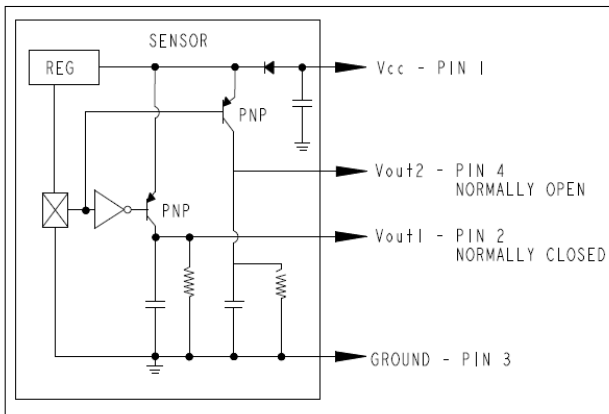 SENSOR
REG
Vcc - PIN 1
PNP
Vout2 - PIN 4
NORMALLY OPEN
PNP
Vout1 - PIN 2
NORMALLY CLOSED
GROUND - PIN 3